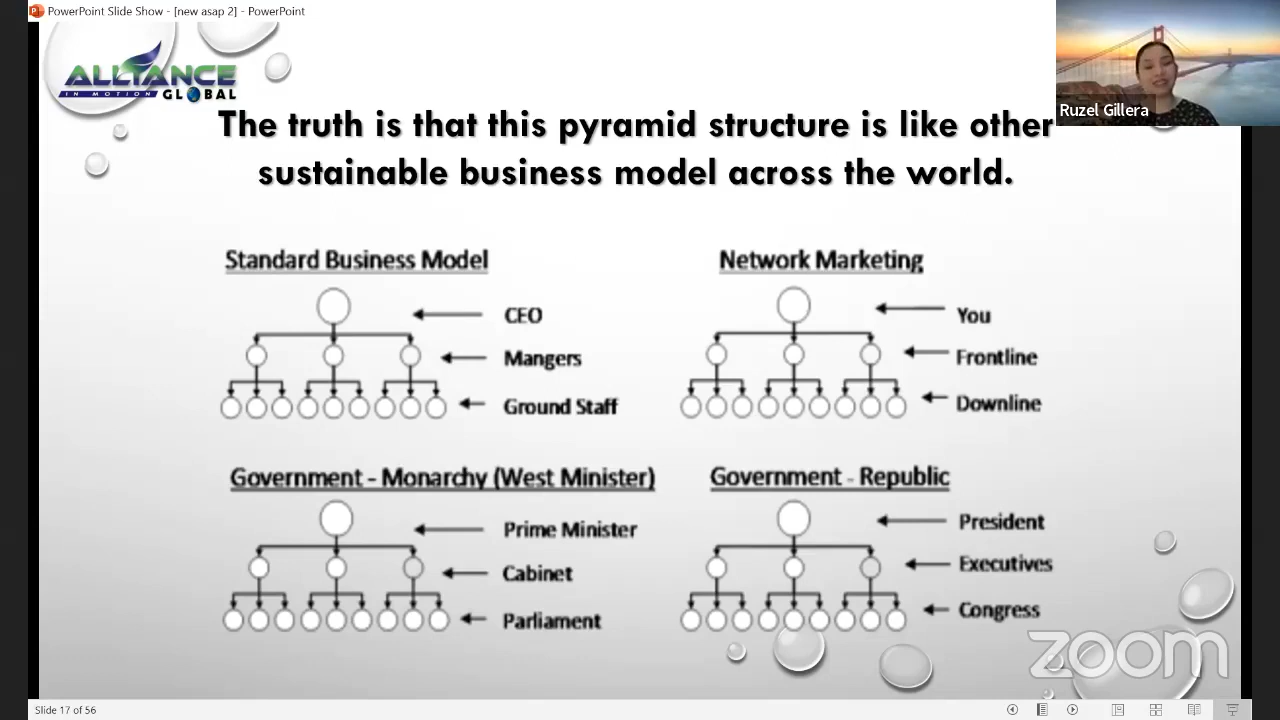 PowerPoint Slide Show - [new asap 2] - PowerPoint
ALLIANCE
IN MOTION GLOBAL
Ruzel Gillera
The truth is that this pyramid structure is like other
sustainable business model across the world.
Standard Business Model
CEO
Mangers
Ground Staff
Network Marketing
You
Frontline
Downline
Government - Monarchy (West Minister)
Prime Minister
Cabinet
Parliament
Government - Republic
President
Executives
Congress
zoom
Slide 17 of 56